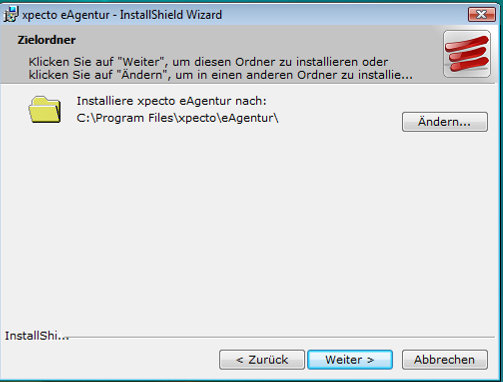 xpecto eAgentur - InstallShield Wizard
Zielordner
Klicken Sie auf "Weiter", um diesen Ordner zu installieren oder
klicken Sie auf "Ändern", um in einen anderen Ordner zu installie...
Installiere xpecto eAgentur nach:
C:\Program Files\xpecto\eAgentur\
Ändern...
InstallShi...
< Zurück
Weiter >
Abbrechen